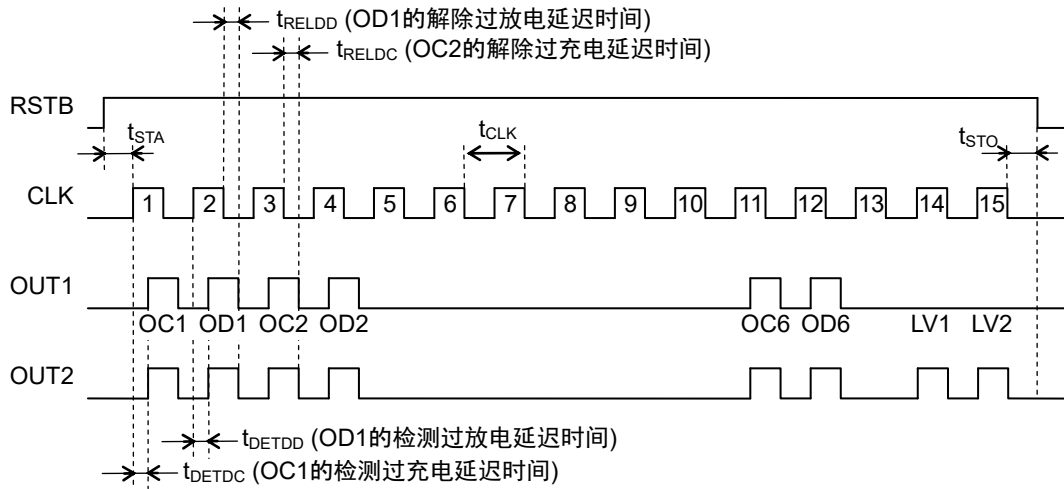 tRELDD (OD1的解除过放电延迟时间)
tRELDC (OC2的解除过充电延迟时间)
RSTB
tSTA
tCLK
tSTO
CLK
1 2 3 4 5 6 7 8 9 10 11 12 13 14 15
OUT1
OC1 OD1 OC2 OD2 OC6 OD6 LV1 LV2
OUT2
tDETDD (OD1的检测过放电延迟时间)
tDETDC (OC1的检测过充电延迟时间)